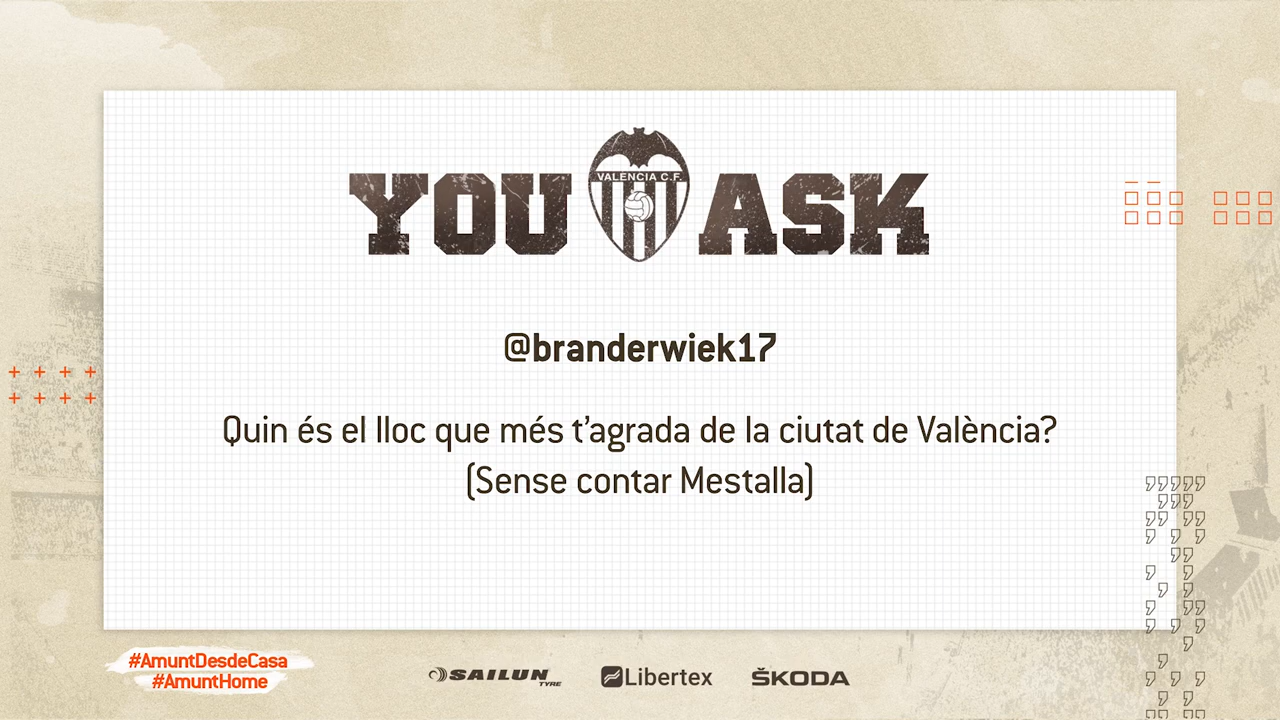 YOU ASK
VALENCIA C.F.
@branderwiek17
Quin és el lloc que més t’agrada de la ciutat de València?
(Sense contar Mestalla)
#AmuntDesdeCasa
#AmuntHome
SAILUN TYRE
Libertex
ŠKODA